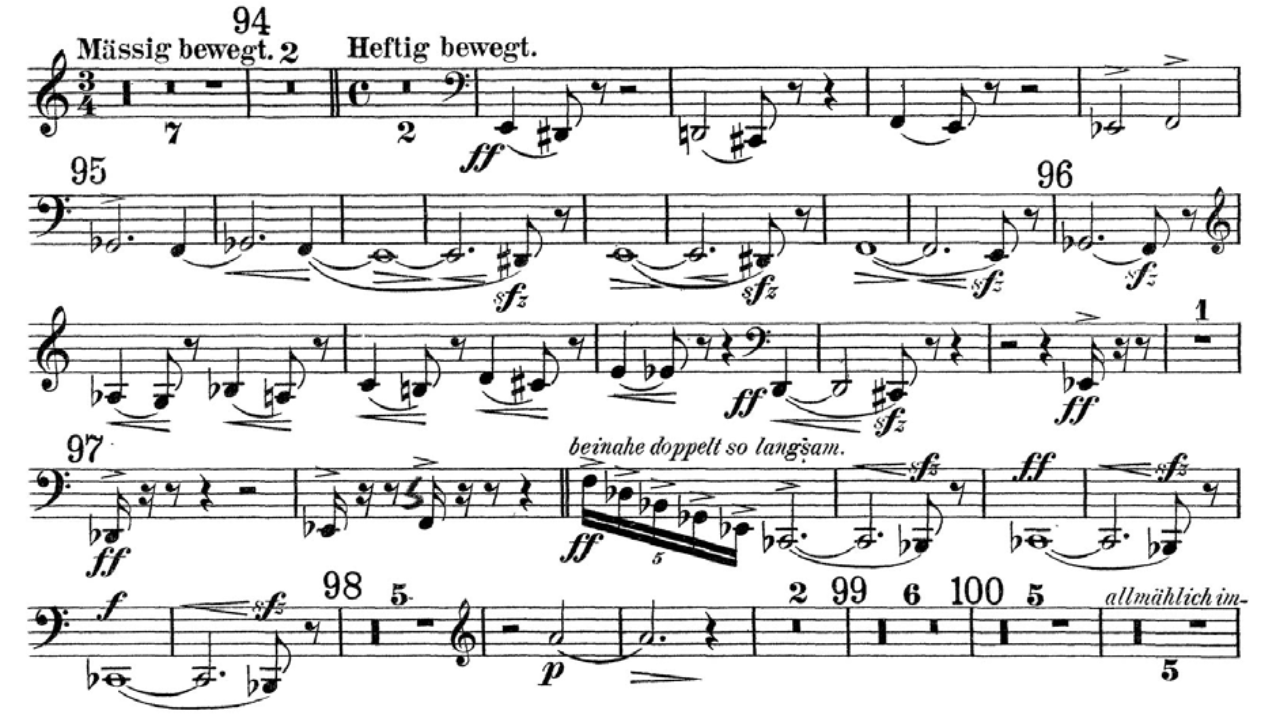 94
Mässig bewegt. 2 Heftig bewegt.
7 2
ff
95 96
sfz sfz sfz sfz
1
ff sfz ff
97 beinahe doppelt so langsam.
sfz ff sfz
ff ff 5
98 5 2 99 6 100 5 allmählich im-
f sfz
p 5